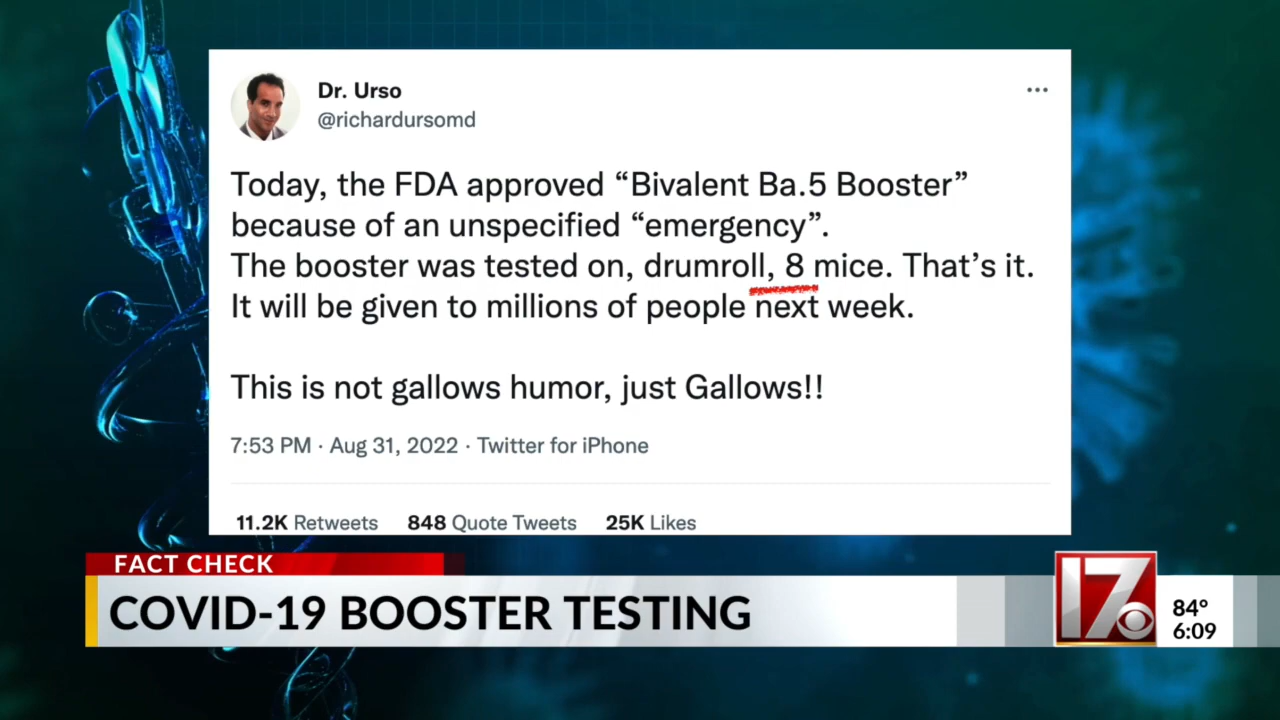 Dr. Urso
@richardursomd
Today, the FDA approved “Bivalent Ba.5 Booster”
because of an unspecified “emergency”.
The booster was tested on, drumroll, 8 mice. That’s it.
It will be given to millions of people next week.
This is not gallows humor, just Gallows!!
7:53 PM · Aug 31, 2022 · Twitter for iPhone
11.2K Retweets 848 Quote Tweets 25K Likes
FACT CHECK
COVID-19 BOOSTER TESTING
17
84°
6:09